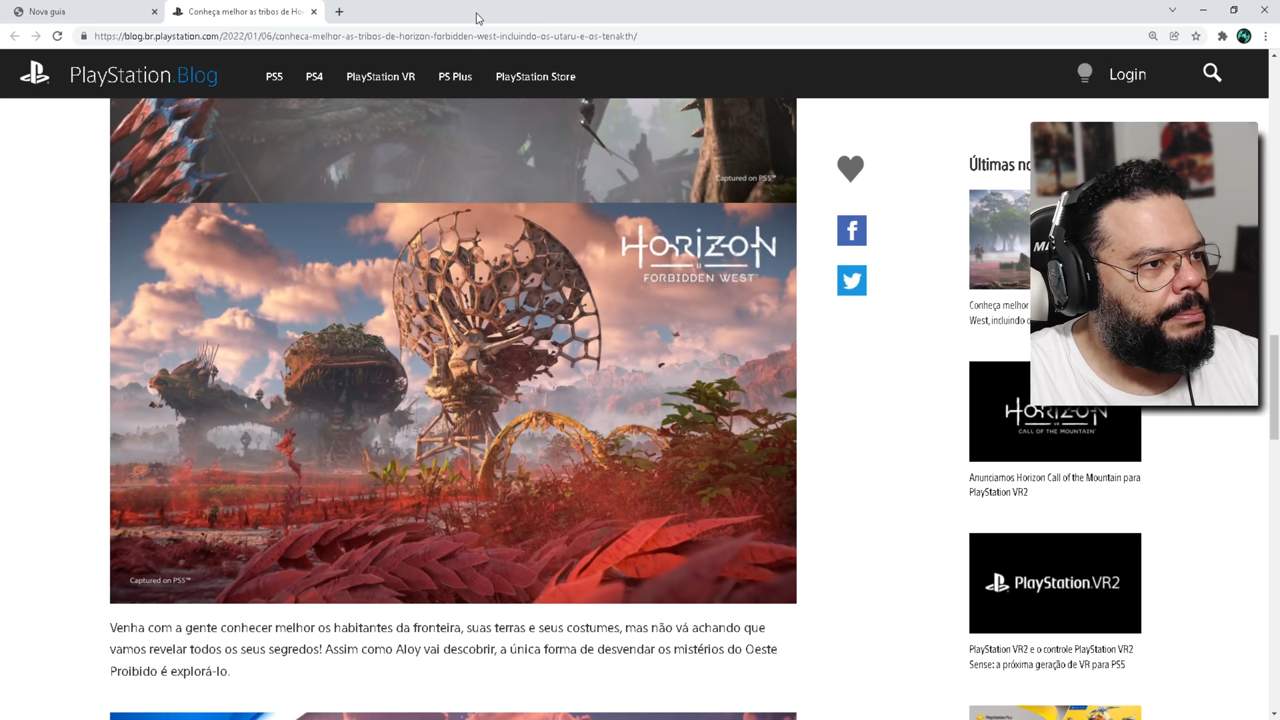 Nova guia
Conheça melhor as tribos de Ho
https://blog.br.playstation.com/2022/01/06/conheca-melhor-as-tribos-de-horizon-forbidden-west-incluindo-os-utaru-e-os-tenakth/
PlayStation.Blog
PS5
PS4
PlayStation VR
PS Plus
PlayStation Store
Login
Captured on PS5™
HORIZON
FORBIDDEN WEST™
Captured on PS5™
Venha com a gente conhecer melhor os habitantes da fronteira, suas terras e seus costumes, mas não vá achando que
vamos revelar todos os seus segredos! Assim como Aloy vai descobrir, a única forma de desvendar os mistérios do Oeste
Proibido é explorá-lo.
Últimas no
Conheça melhor
West, incluindo o
HORIZON
CALL OF THE MOUNTAIN™
Anunciamos Horizon Call of the Mountain para
PlayStation VR2
PlayStation.VR2
PlayStation VR2 e o controle PlayStation VR2
Sense: a próxima geração de VR para PS5